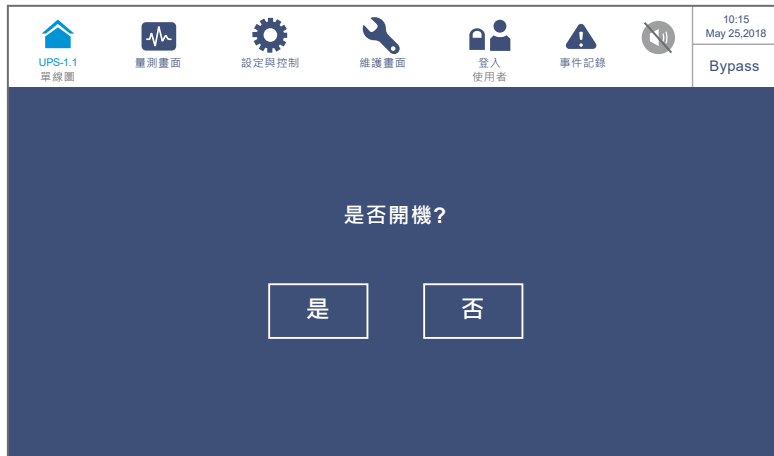 UPS-1.1
單線圖
量測畫面
設定與控制
維護畫面
登入
使用者
事件記錄
10:15
May 25,2018
Bypass
是否開機?
是
否